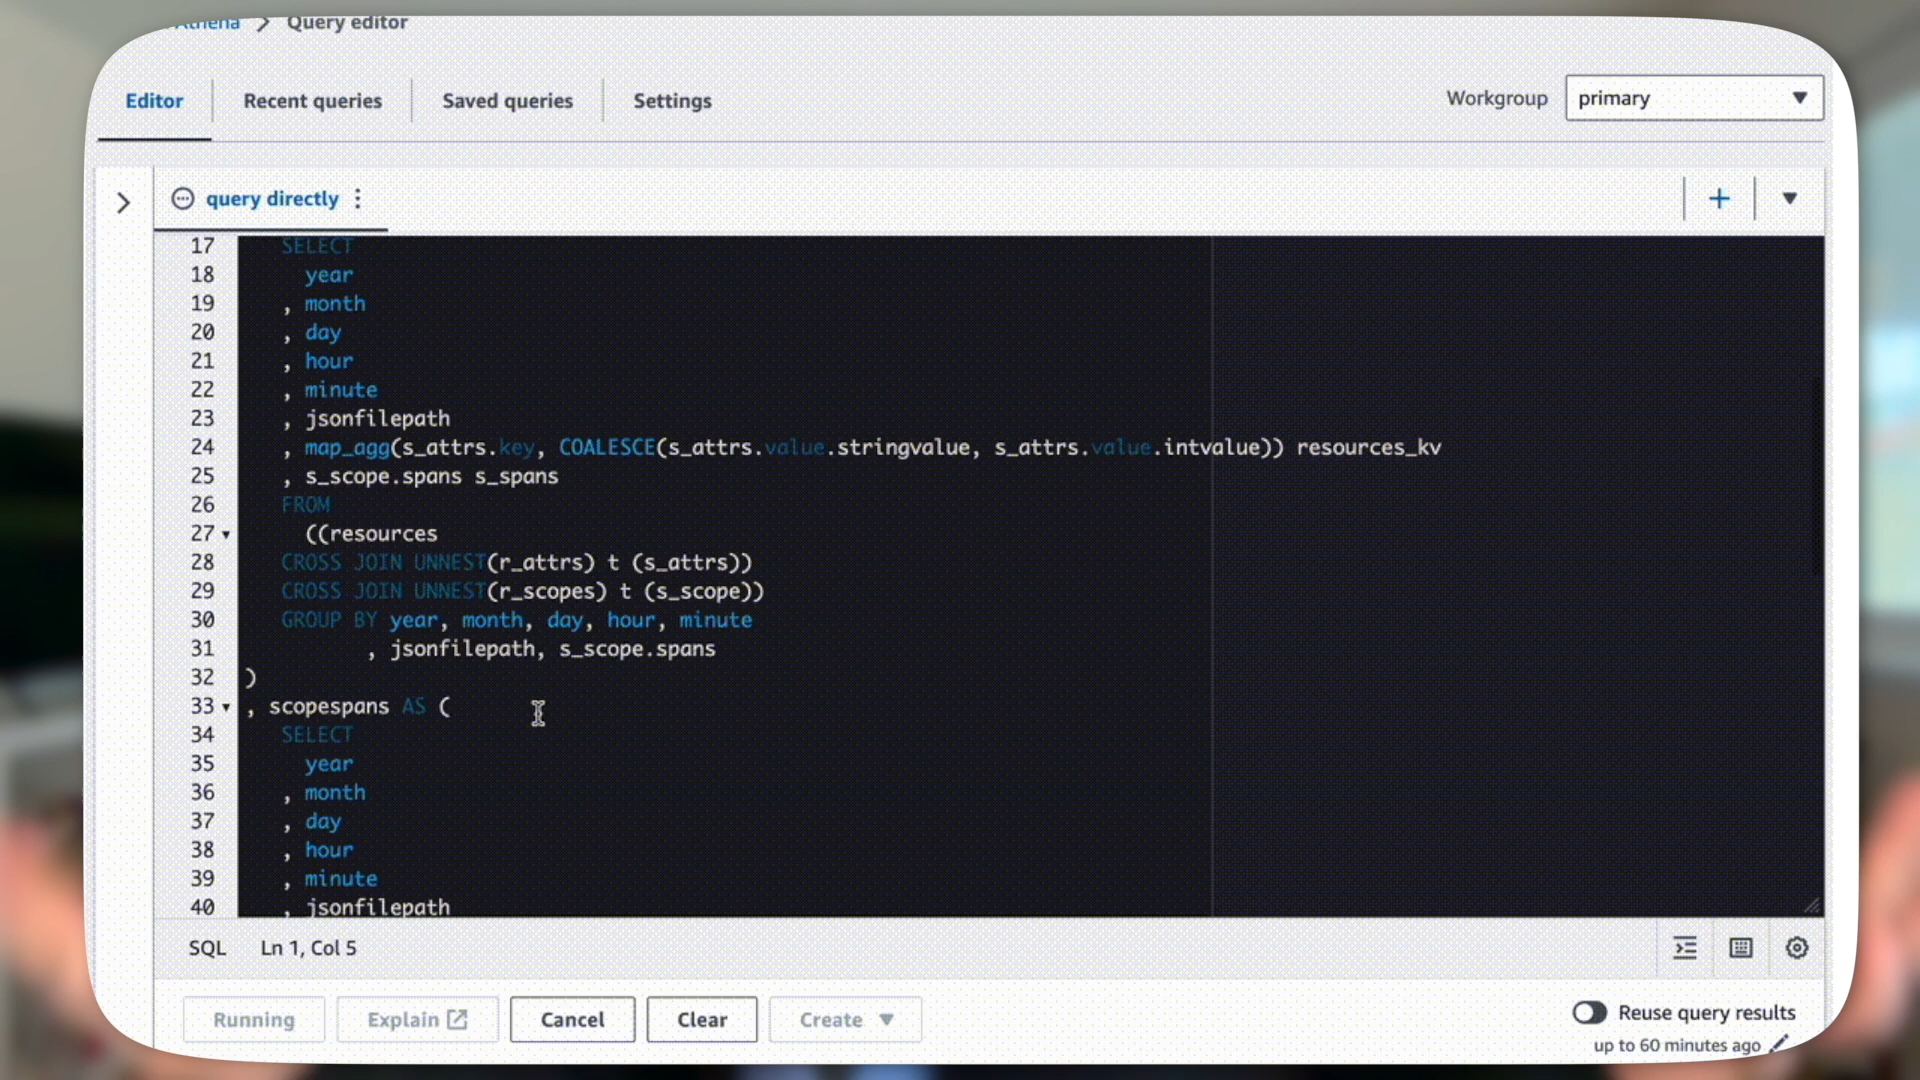 Athena > Query editor
Editor
Recent queries
Saved queries
Settings
Workgroup
primary
query directly
17 SELECT
18 year
19 , month
20 , day
21 , hour
22 , minute
23 , jsonfilepath
24 , map_agg(s_attrs.key, COALESCE(s_attrs.value.stringvalue, s_attrs.value.intvalue)) resources_kv
25 , s_scope.spans s_spans
26 FROM
27 ((resources
28 CROSS JOIN UNNEST(r_attrs) t (s_attrs))
29 CROSS JOIN UNNEST(r_scopes) t (s_scope))
30 GROUP BY year, month, day, hour, minute
31 , jsonfilepath, s_scope.spans
32 )
33 , scopespans AS (
34 SELECT
35 year
36 , month
37 , day
38 , hour
39 , minute
40 , jsonfilepath
SQL Ln 1, Col 5
Running
Explain
Cancel
Clear
Create
Reuse query results
up to 60 minutes ago